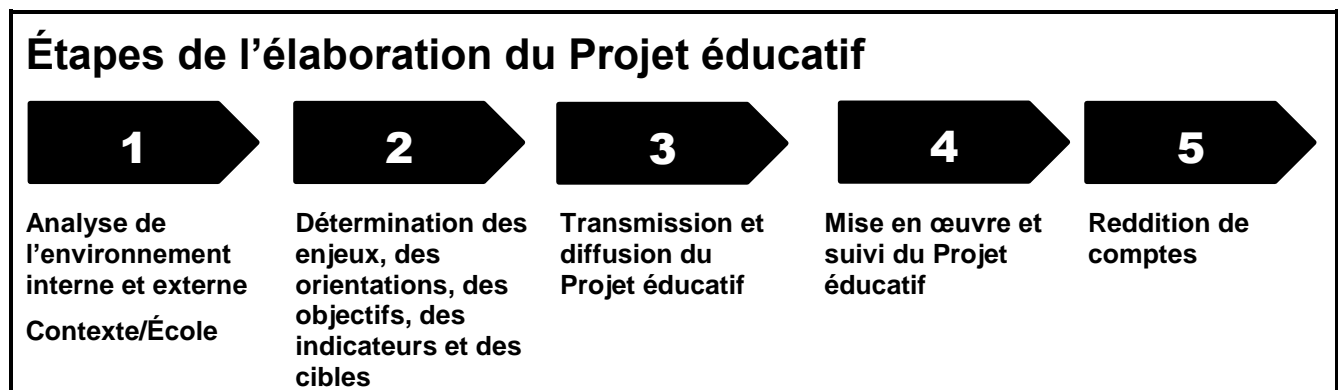 Étapes de l’élaboration du Projet éducatif
1
2
3
4
5
Analyse de
l’environnement
interne et externe
Contexte/École
Détermination des
enjeux, des
orientations, des
objectifs, des
indicateurs et des
cibles
Transmission et
diffusion du
Projet éducatif
Mise en œuvre et
suivi du Projet
éducatif
Reddition de
comptes